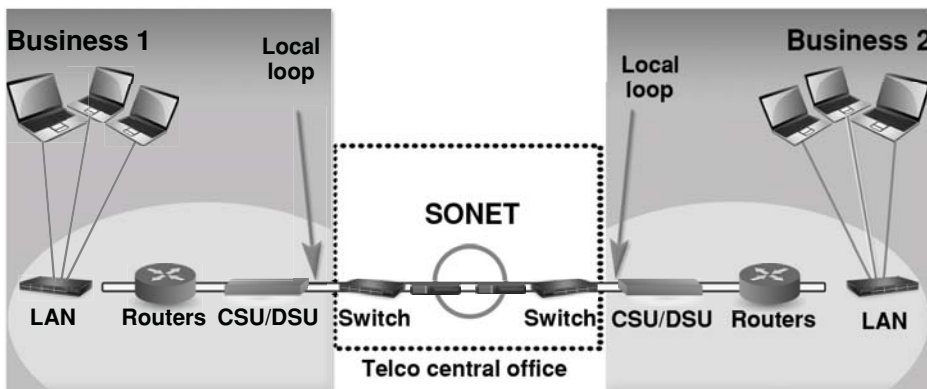 Business 1
Local
loop
Business 2
Local
loop
SONET
LAN
Routers
CSU/DSU
Switch
Switch
CSU/DSU
Routers
LAN
Telco central office